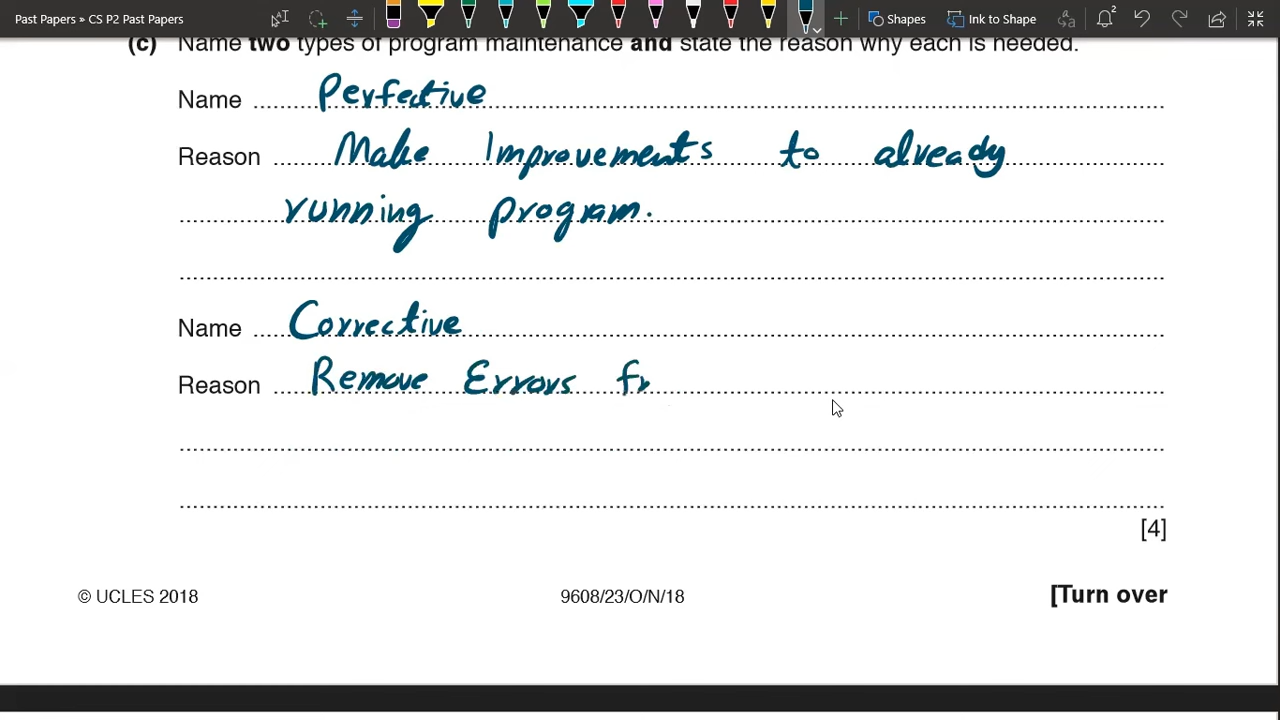 Past Papers » CS P2 Past Papers
Shapes
Ink to Shape
2
(c) Name two types of program maintenance and state the reason why each is needed.
Name Perfective
Reason Make Improvements to already
running program.
Name Corrective
Reason Remove Errors fr
[4]
© UCLES 2018
9608/23/O/N/18
[Turn over